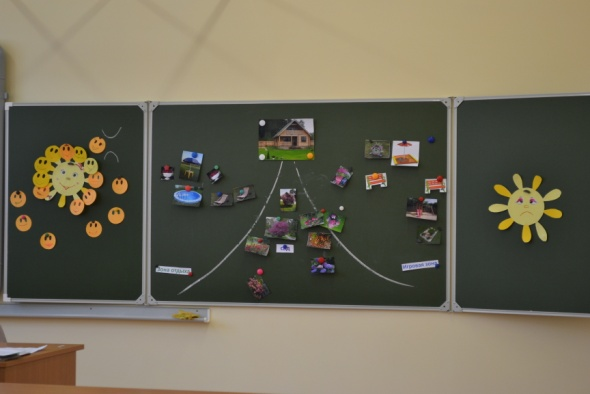 Зона отдыха
Игровая зона